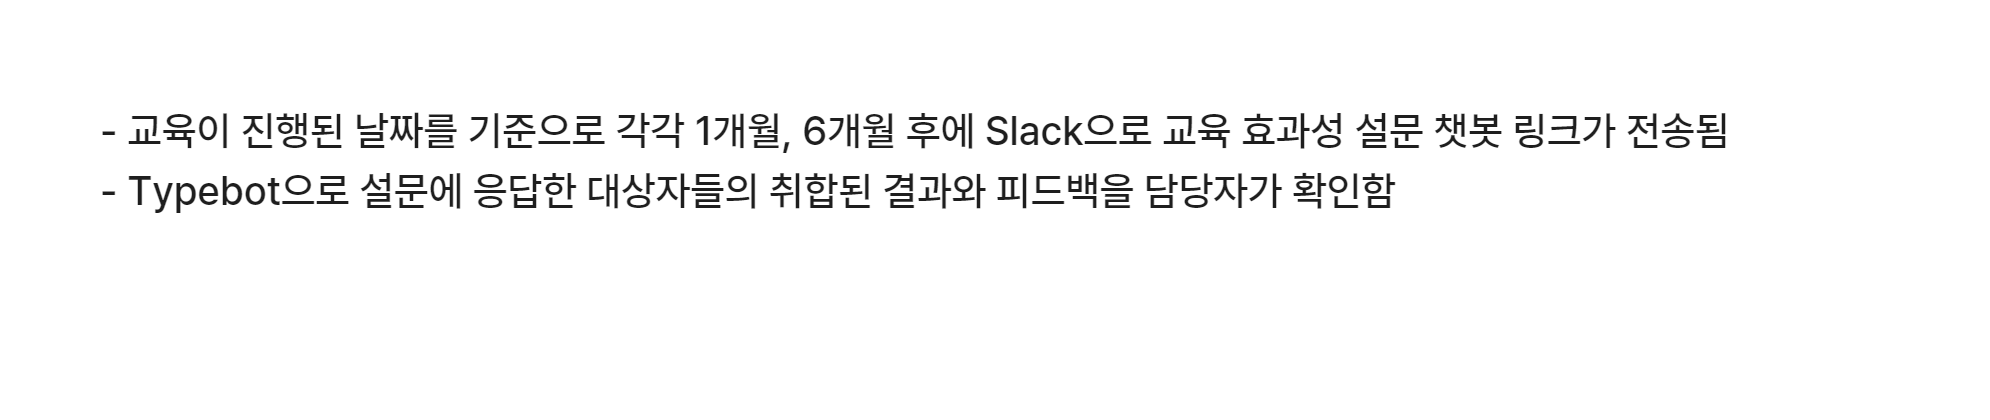 - 교육이 진행된 날짜를 기준으로 각각 1개월, 6개월 후에 Slack으로 교육 효과성 설문 챗봇 링크가 전송됨
- Typebot으로 설문에 응답한 대상자들의 취합된 결과와 피드백을 담당자가 확인함